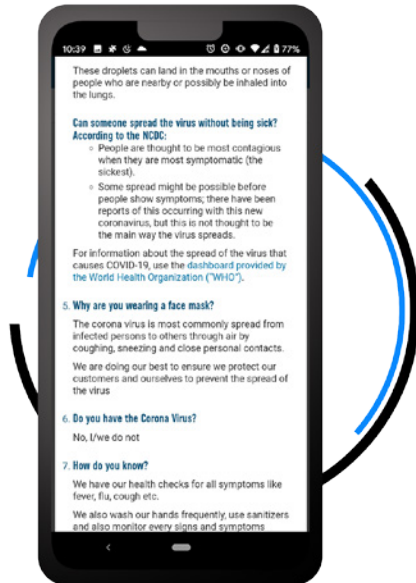 10:39
77%
These droplets can land in the mouths or noses of
people who are nearby or possibly be inhaled into
the lungs.
Can someone spread the virus without being sick?
According to the NCDC:
○ People are thought to be most contagious
when they are most symptomatic (the
sickest).
○ Some spread might be possible before
people show symptoms; there have been
reports of this occurring with this new
coronavirus, but this is not thought to be
the main way the virus spreads.
For information about the spread of the virus that
causes COVID-19, use the dashboard provided by
the World Health Organization ("WHO").
5. Why are you wearing a face mask?
The corona virus is most commonly spread from
infected persons to others through air by
coughing, sneezing and close personal contacts.
We are doing our best to ensure we protect our
customers and ourselves to prevent the spread of
the virus
6. Do you have the Corona Virus?
No, I/we do not
7. How do you know?
We have our health checks for all symptoms like
fever, flu, cough etc.
We also wash our hands frequently, use sanitizers
and also monitor every signs and symptoms